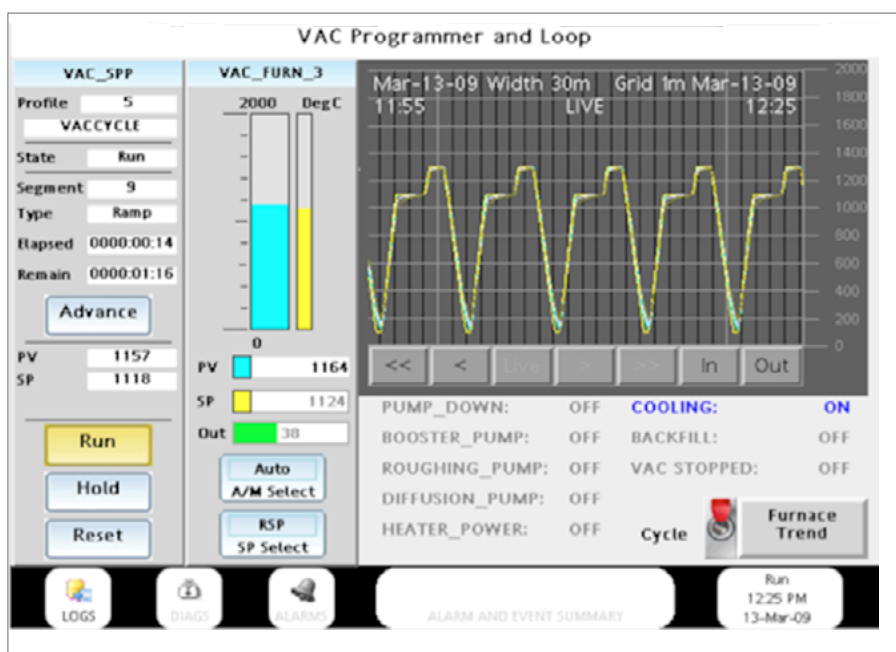 VAC Programmer and Loop
VAC_SPP
Profile 5
VACCYCLE
State Run
Segment 9
Type Ramp
Elapsed 0000:00:14
Remain 0000:01:16
Advance
PV 1157
SP 1118
Run
Hold
Reset
VAC_FURN_3
2000 DegC
0
PV 1164
SP 1124
Out 38
Auto
A/M Select
RSP
SP Select
Mar-13-09 Width 30m Grid 1m Mar-13-09
11:55 LIVE 12:25
2000
1800
1600
1400
1200
1000
800
600
400
200
0
<< < Live > >> In Out
PUMP_DOWN: OFF COOLING: ON
BOOSTER_PUMP: OFF BACKFILL: OFF
ROUGHING_PUMP: OFF VAC STOPPED: OFF
DIFFUSION_PUMP: OFF
HEATER_POWER: OFF Cycle
Furnace
Trend
LOGS
DIAGS
ALARMS
ALARM AND EVENT SUMMARY
Run
12:25 PM
13-Mar-09